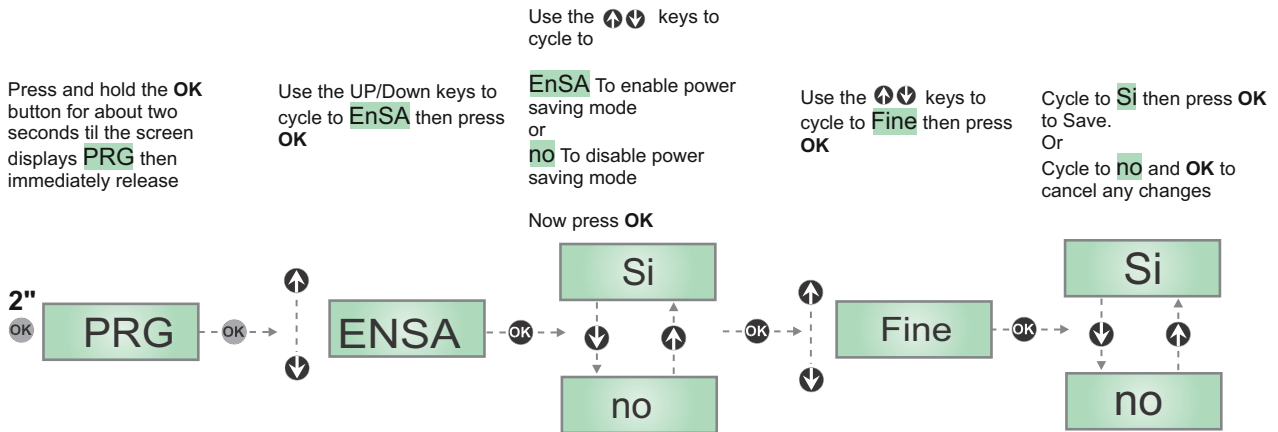 Press and hold the OK
button for about two
seconds til the screen
displays PRG then
immediately release
Use the UP/Down keys to
cycle to EnSA then press
OK
Use the keys to
cycle to
EnSA To enable power
saving mode
or
no To disable power
saving mode
Now press OK
Use the keys to
cycle to Fine then press
OK
Cycle to Si then press OK
to Save.
Or
Cycle to no and OK to
cancel any changes
2"
OK
PRG
OK
ENSA
OK
Si
no
OK
Fine
OK
Si
no